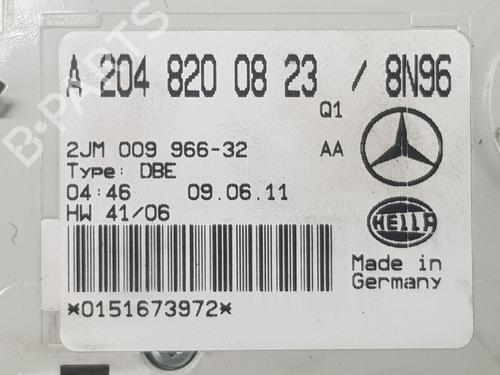 A 204 820 08 23 / 8N96
Q1
2JM 009 966-32 AA
Type: DBE
04:46 09.06.11
HW 41/06
HELLA
Made in
Germany
*0151673972*
B-PARTS